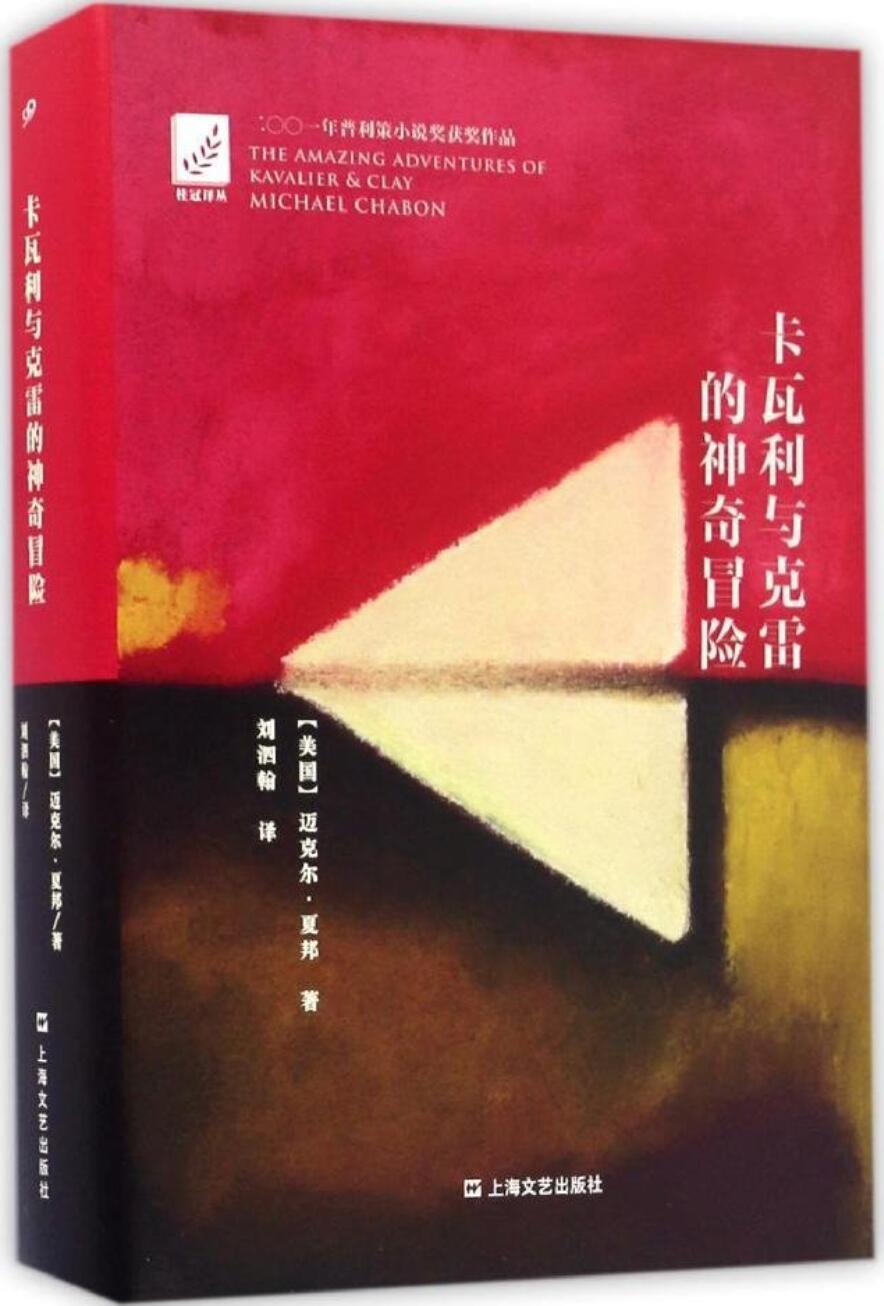 二〇〇一年普利策小说奖获奖作品
THE AMAZING ADVENTURES OF
KAVALIER & CLAY
MICHAEL CHABON
桂冠译丛
卡瓦利与克雷
的神奇冒险
【美国】迈克尔·夏邦 著
刘泗翰 译
上海文艺出版社
99
卡瓦利与克雷的神奇冒险
【美国】迈克尔·夏邦/著
刘泗翰/译
上海文艺出版社